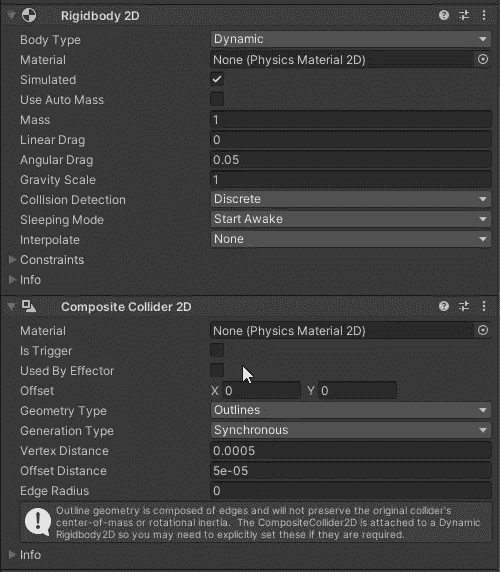 Rigidbody 2D
Body Type Dynamic
Material None (Physics Material 2D)
Simulated
Use Auto Mass
Mass 1
Linear Drag 0
Angular Drag 0.05
Gravity Scale 1
Collision Detection Discrete
Sleeping Mode Start Awake
Interpolate None
Constraints
Info
Composite Collider 2D
Material None (Physics Material 2D)
Is Trigger
Used By Effector
Offset X 0 Y 0
Geometry Type Outlines
Generation Type Synchronous
Vertex Distance 0.0005
Offset Distance 5e-05
Edge Radius 0
Outline geometry is composed of edges and will not preserve the original collider's
center-of-mass or rotational inertia. The CompositeCollider2D is attached to a Dynamic
Rigidbody2D so you may need to explicitly set these if they are required.
Info